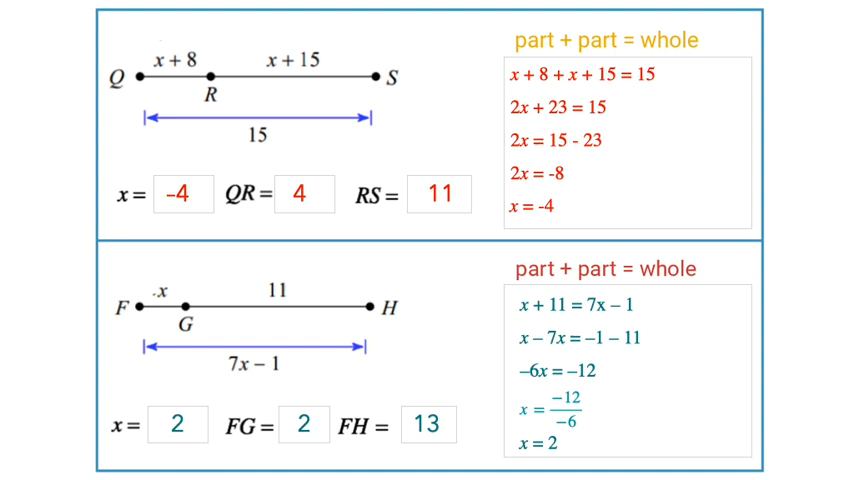 part + part = whole
x + 8
x + 15
Q
R
S
15
x + 8 + x + 15 = 15
2x + 23 = 15
2x = 15 - 23
2x = -8
x = -4
x = -4 QR = 4 RS = 11
part + part = whole
x
11
F
G
H
7x – 1
x + 11 = 7x – 1
x – 7x = –1 – 11
–6x = –12
x = −12/−6
x = 2
x = 2 FG = 2 FH = 13